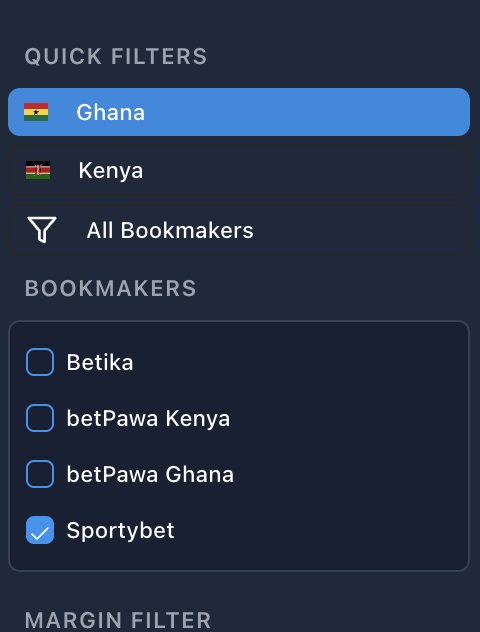 QUICK FILTERS
Ghana
Kenya
All Bookmakers
BOOKMAKERS
Betika
betPawa Kenya
betPawa Ghana
Sportybet
MARGIN FILTER